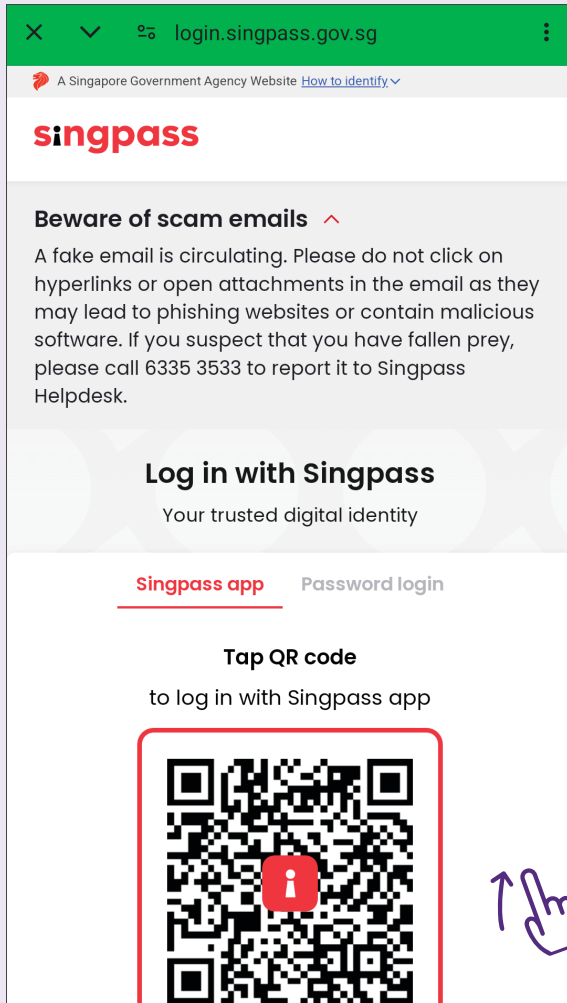 login.singpass.gov.sg
A Singapore Government Agency Website How to identify
singpass
Beware of scam emails
A fake email is circulating. Please do not click on
hyperlinks or open attachments in the email as they
may lead to phishing websites or contain malicious
software. If you suspect that you have fallen prey,
please call 6335 3533 to report it to Singpass
Helpdesk.
Log in with Singpass
Your trusted digital identity
Singpass app Password login
Tap QR code
to log in with Singpass app